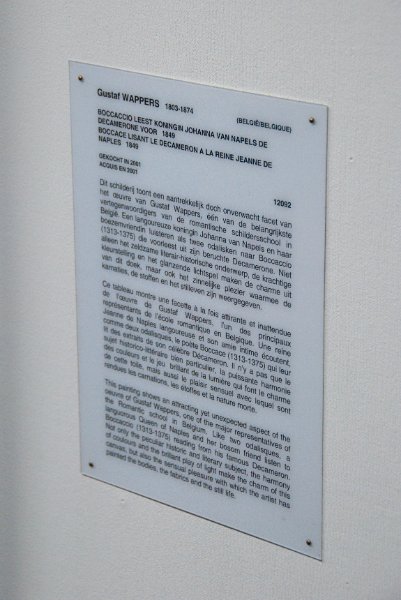 Gustaf WAPPERS 1803-1874
(BELGIË/BELGIQUE)
BOCCACCIO LEEST KONINGIN JOHANNA VAN NAPELS DE
DECAMERONE VOOR 1849
BOCCACE LISANT LE DECAMERON A LA REINE JEANNE DE
NAPLES 1849
GEKOCHT IN 2001
ACQUIS EN 2001
12092
Dit schilderij toont een aantrekkelijk doch onverwacht facet van
het œuvre van Gustaf Wappers, één van de belangrijkste
vertegenwoordigers van de romantische schildersschool in
België. Een langoureuze koningin Johanna van Napels en haar
boezemvriendin luisteren als twee odalisken naar Boccaccio
(1313-1375) die voorleest uit zijn beruchte Decamerone. Niet
alleen het zeldzame literair-historische onderwerp, de krachtige
kleurstelling en het glanzende lichtspel maken de charme uit
van dit doek, maar ook het zinnelijke plezier waarmee de
karnaties, de stoffen en het stilleven zijn weergegeven.
Ce tableau montre une facette à la fois attirante et inattendue
de l'œuvre de Gustaf Wappers, l'un des principaux
représentants de l'école romantique en Belgique. Une reine
Jeanne de Naples langoureuse et son amie intime écoutent,
comme deux odalisques, le poète Boccace (1313-1375) qui leur
lit des extraits de son célèbre Décameron. Il n'y a pas que le
sujet historico-littéraire bien particulier, la puissante harmonie
des couleurs et le jeu brillant de la lumière qui font le charme
de cette toile, mais aussi le plaisir sensuel avec lequel sont
rendues les carnations, les étoffes et la nature morte.
This painting shows an attracting yet unexpected aspect of the
oeuvre of Gustaf Wappers, one of the major representatives of
the Romantic school in Belgium. Like two odalisques, a
languorous Queen of Naples and her bosom friend listen to
Boccaccio (1313-1375) reading from his famous Decameron.
Not only the peculiar historic and literary subject, the harmony
of colours and the brilliant play of light make the charm of this
canvas, but also the sensual pleasure with which the artist has
painted the bodies, the fabrics and the still life.